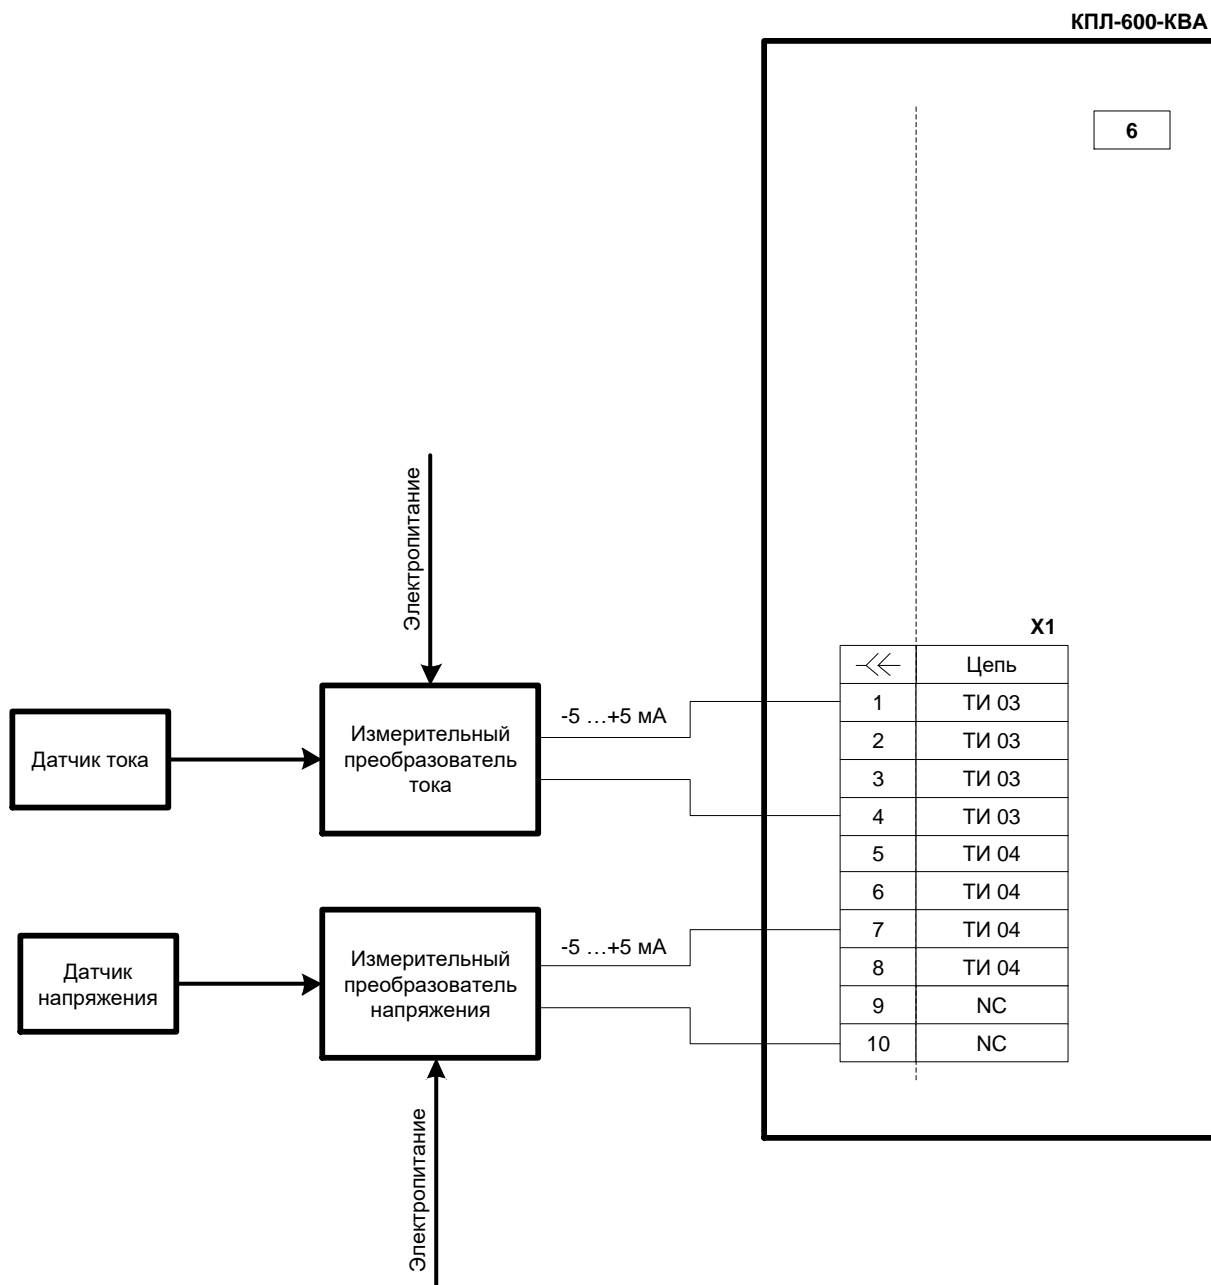 КПЛ-600-КВА
6
Электропитание
X1
Цепь
1 ТИ 03
2 ТИ 03
3 ТИ 03
4 ТИ 03
5 ТИ 04
6 ТИ 04
7 ТИ 04
8 ТИ 04
9 NC
10 NC
-5 …+5 мА
Датчик тока
Измерительный
преобразователь
тока
-5 …+5 мА
Датчик
напряжения
Измерительный
преобразователь
напряжения
Электропитание